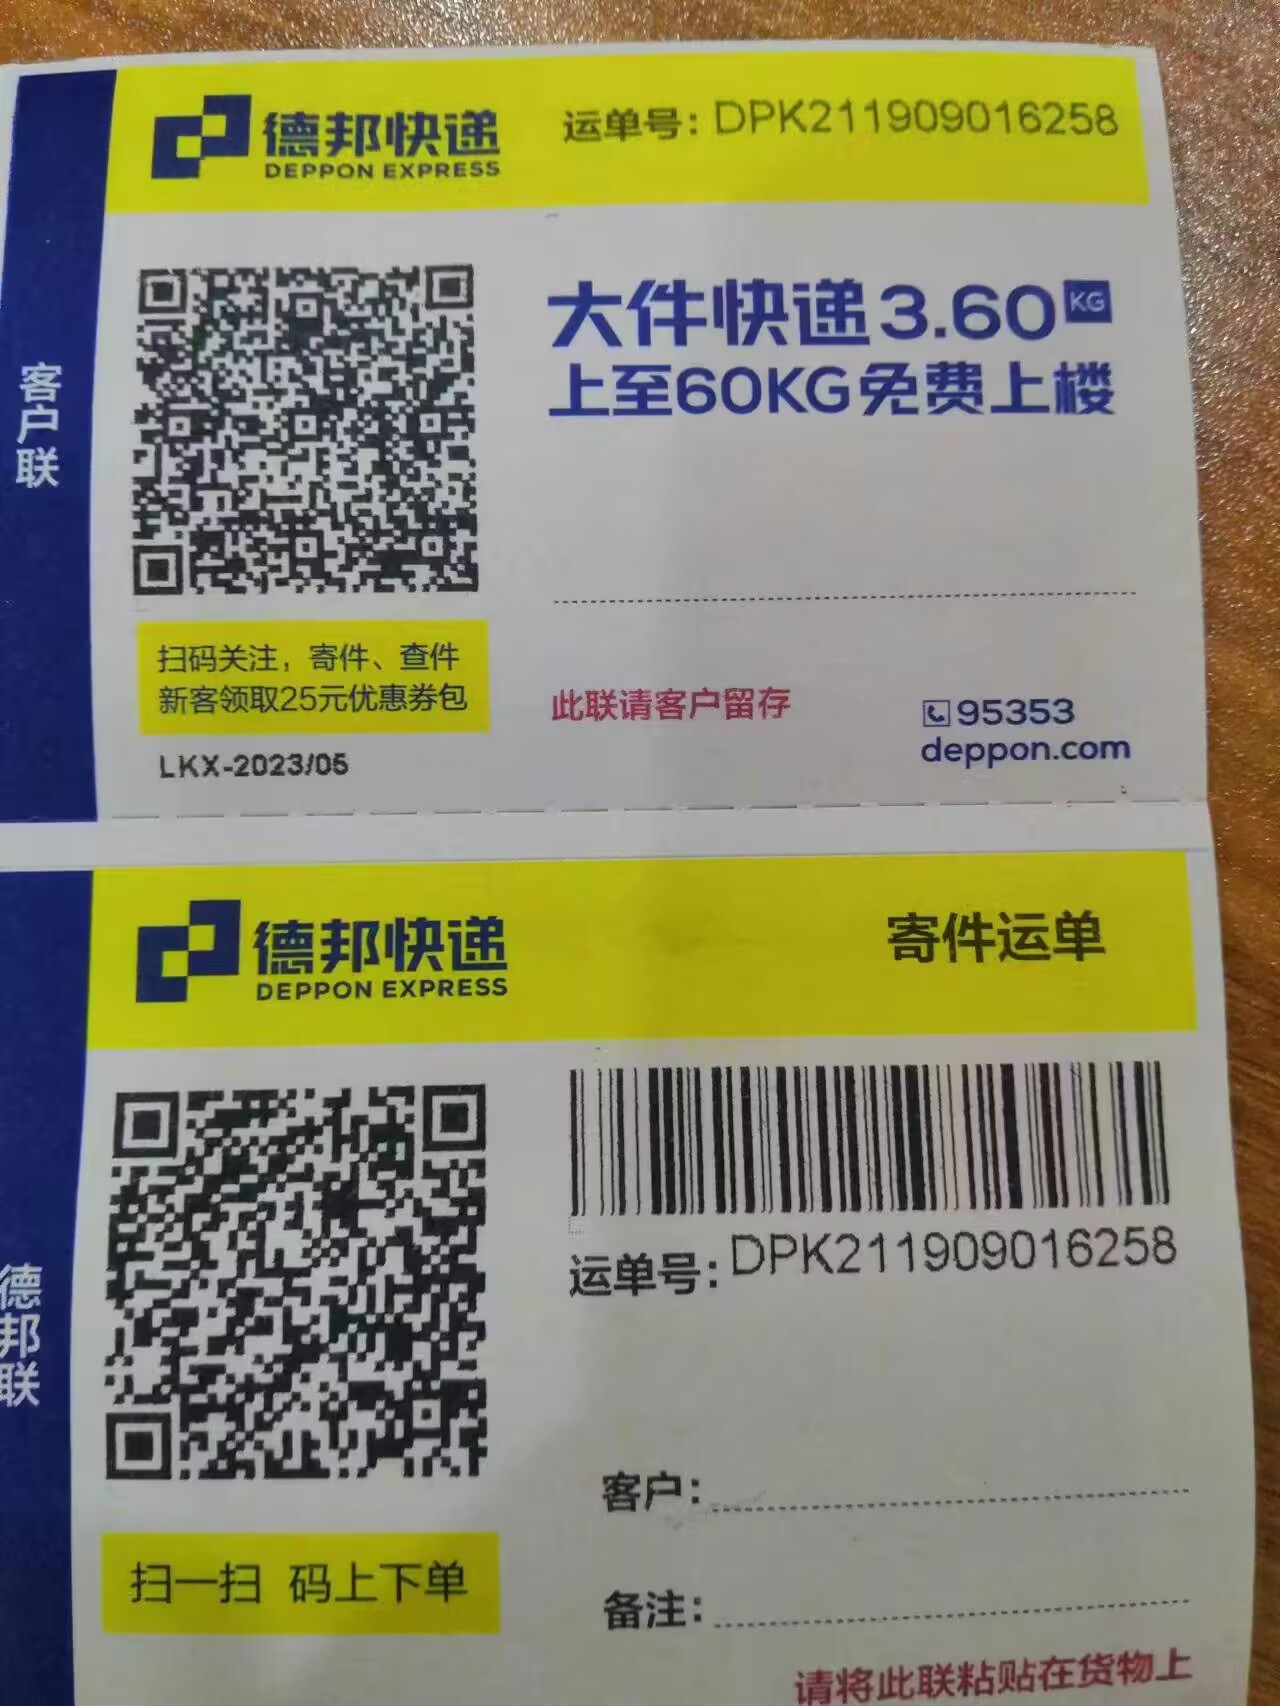 客户联
德邦快递
DEPPON EXPRESS
运单号: DPK211909016258
大件快递3.60KG
上至60KG免费上楼
扫码关注，寄件、查件
新客领取25元优惠券包
LKX-2023/05
此联请客户留存
95353
deppon.com
德邦联
德邦快递
DEPPON EXPRESS
寄件运单
运单号: DPK211909016258
客户:
备注:
扫一扫 码上下单
请将此联粘贴在货物上